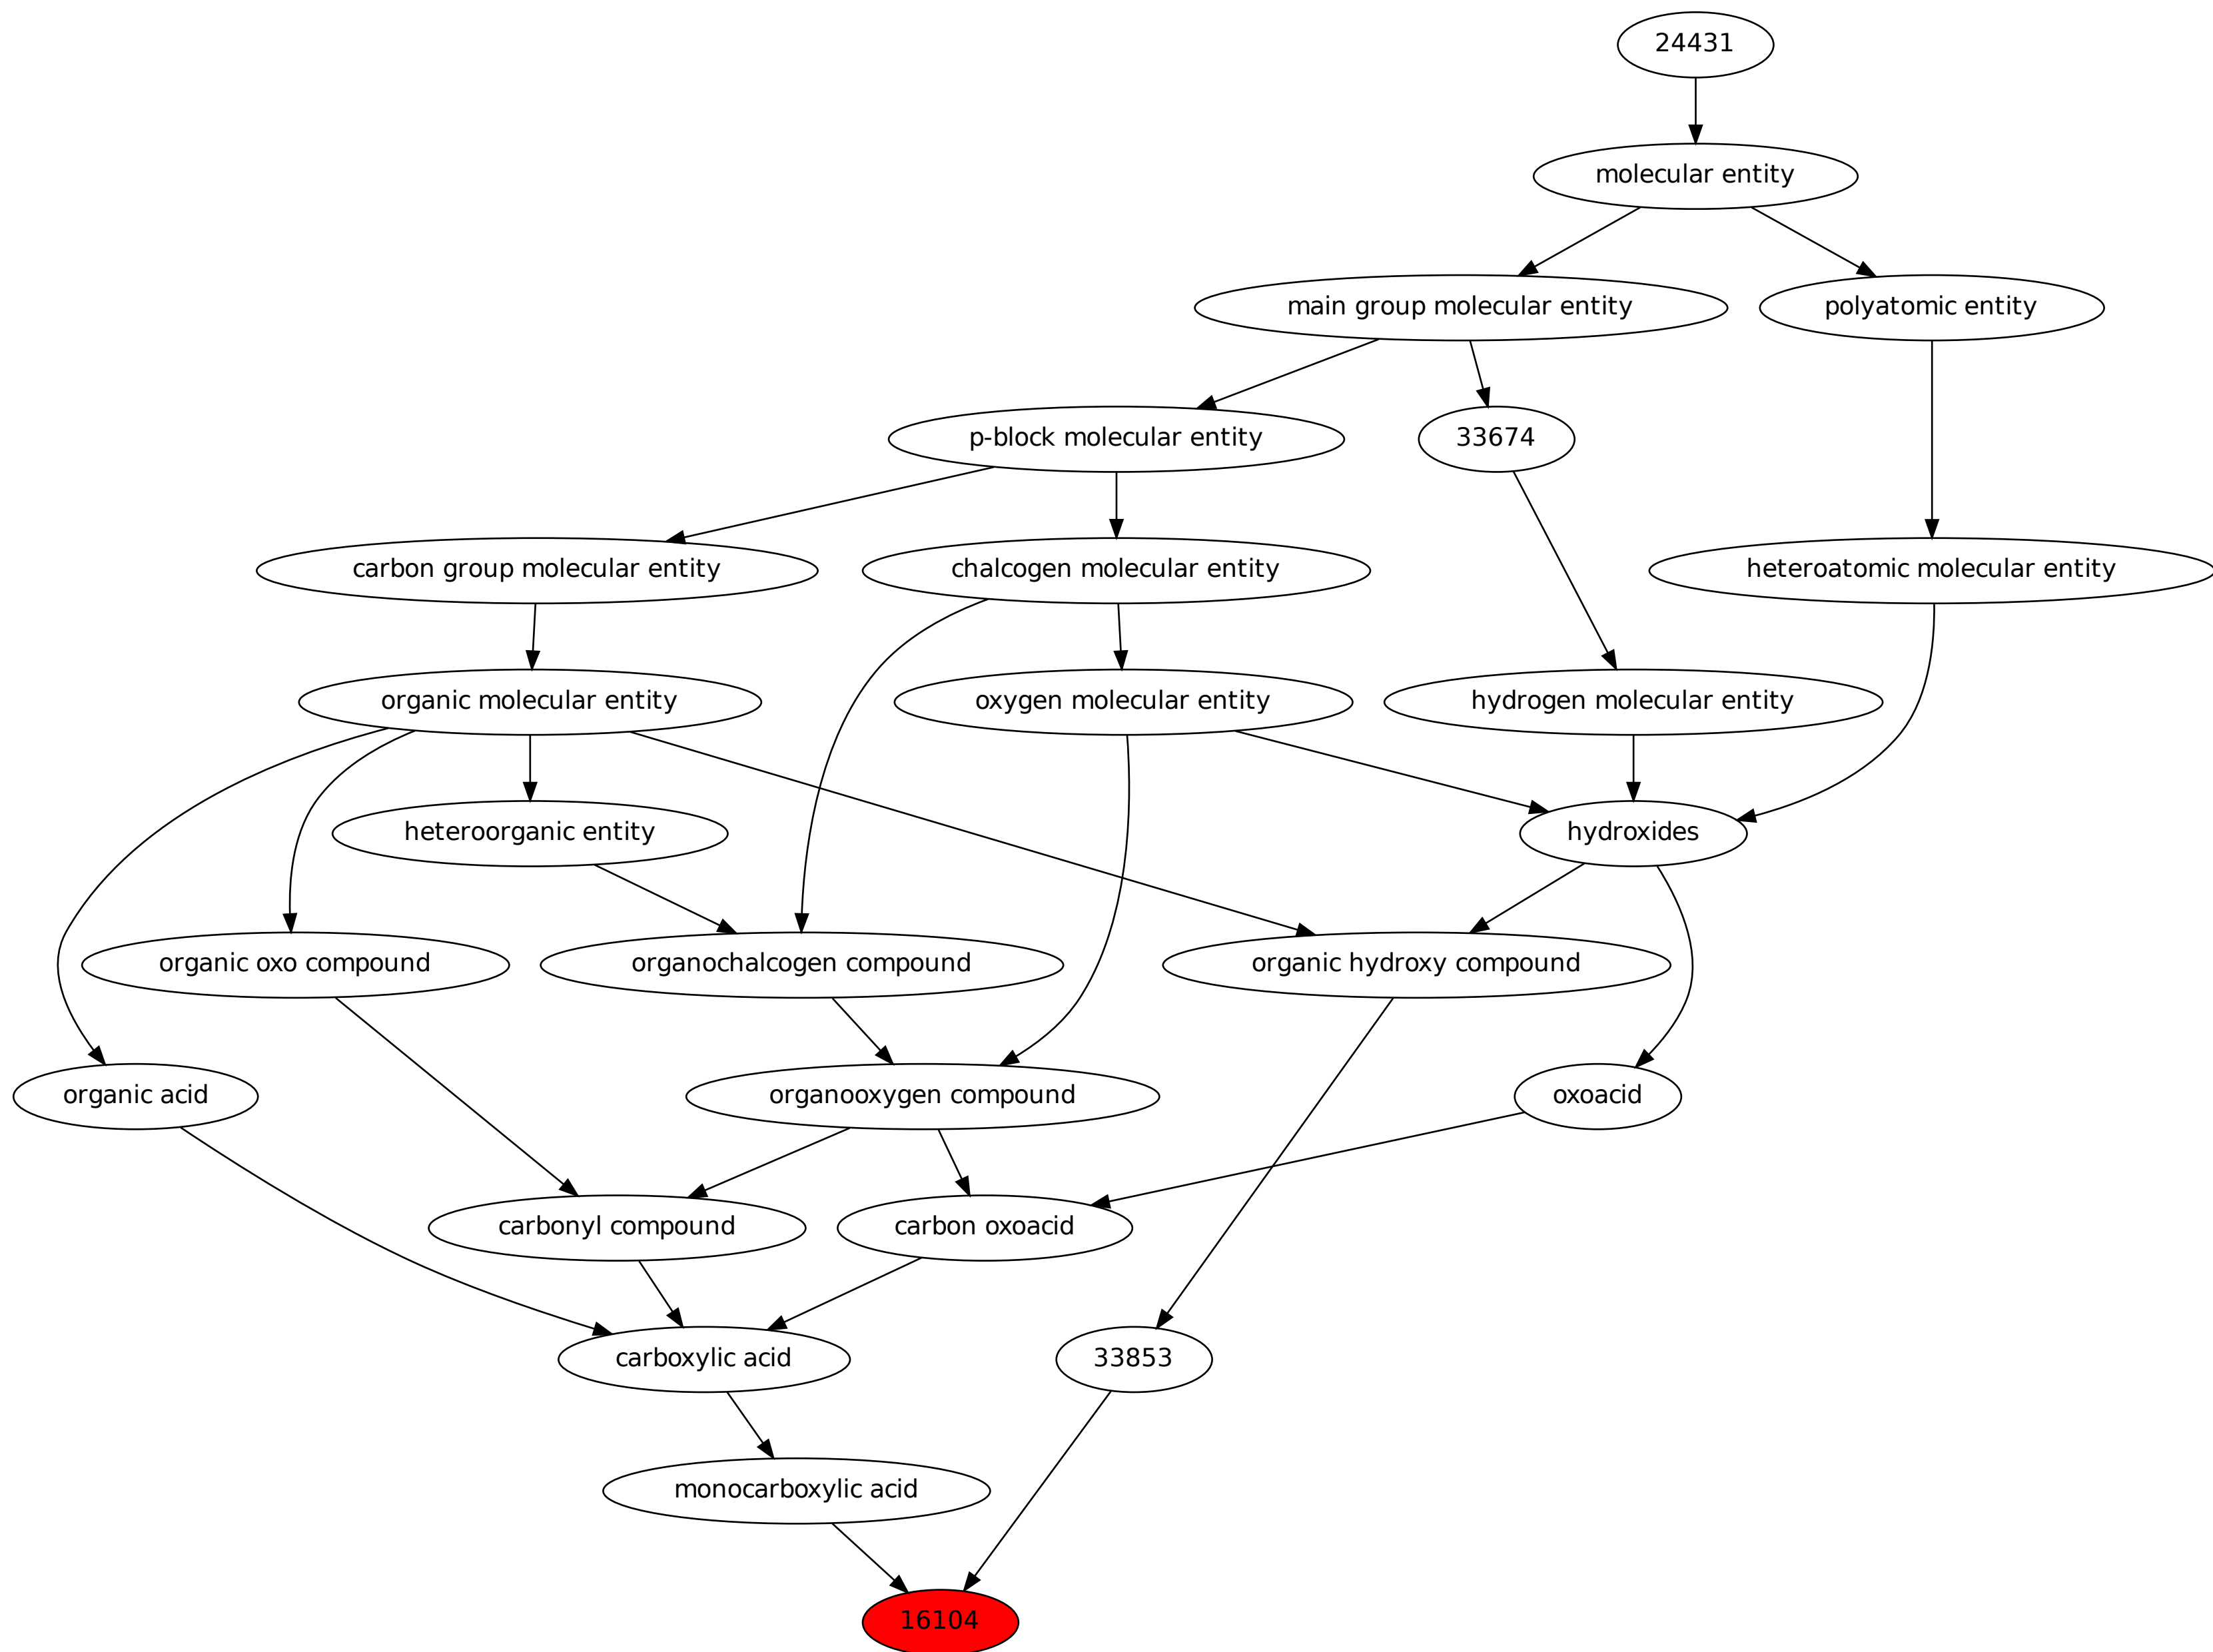 24431
molecular entity
main group molecular entity
polyatomic entity
p-block molecular entity
33674
carbon group molecular entity
chalcogen molecular entity
heteroatomic molecular entity
organic molecular entity
oxygen molecular entity
hydrogen molecular entity
heteroorganic entity
hydroxides
organic oxo compound
organochalcogen compound
organic hydroxy compound
organic acid
organooxygen compound
oxoacid
carbonyl compound
carbon oxoacid
carboxylic acid
33853
monocarboxylic acid
16104